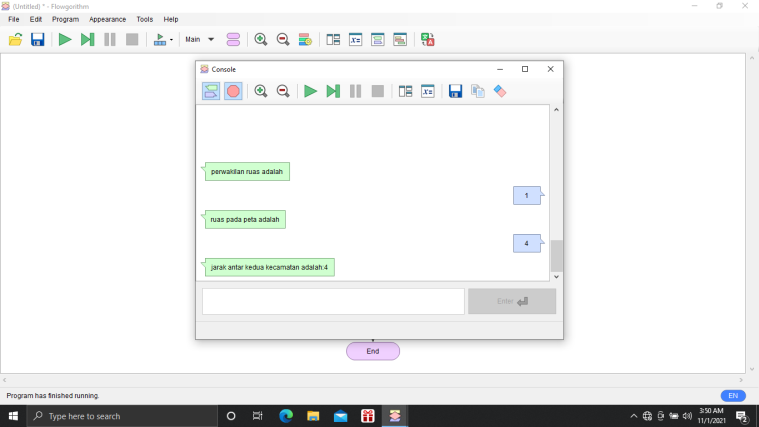 (Untitled) * - Flowgorithm
File Edit Program Appearance Tools Help
Main
Console
perwakilan ruas adalah
1
ruas pada peta adalah
4
jarak antar kedua kecamatan adalah:4
Enter
End
Program has finished running.
EN
Type here to search
3:50 AM
11/1/2021
2